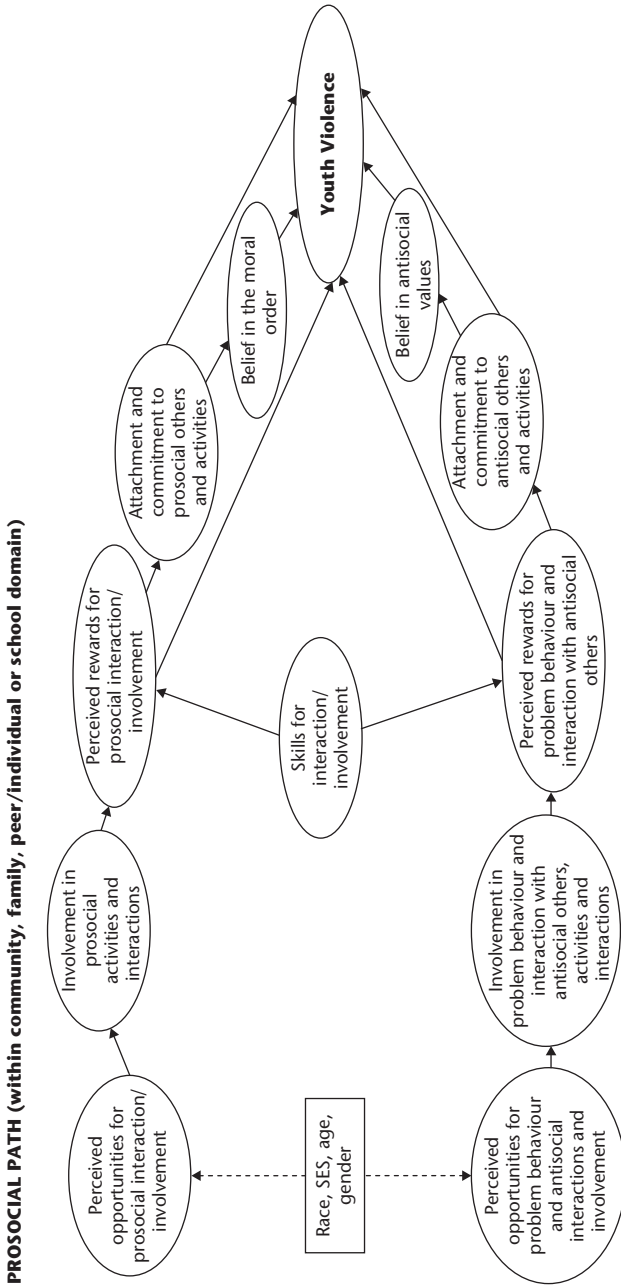 PROSOCIAL PATH (within community, family, peer/individual or school domain)
Perceived
opportunities for
prosocial interaction/
involvement
Involvement in
prosocial
activities and
interactions
Perceived rewards for
prosocial interaction/
involvement
Attachment and
commitment to
prosocial others
and activities
Belief in the moral
order
Race, SES, age,
gender
Skills for
interaction/
involvement
Youth Violence
Perceived
opportunities for
problem behaviour
and antisocial
interactions and
involvement
Involvement in
problem behaviour and
interaction with
antisocial others,
activities and
interactions
Perceived rewards for
problem behaviour and
interaction with antisocial
others
Attachment and
commitment to
antisocial others
and activities
Belief in antisocial
values